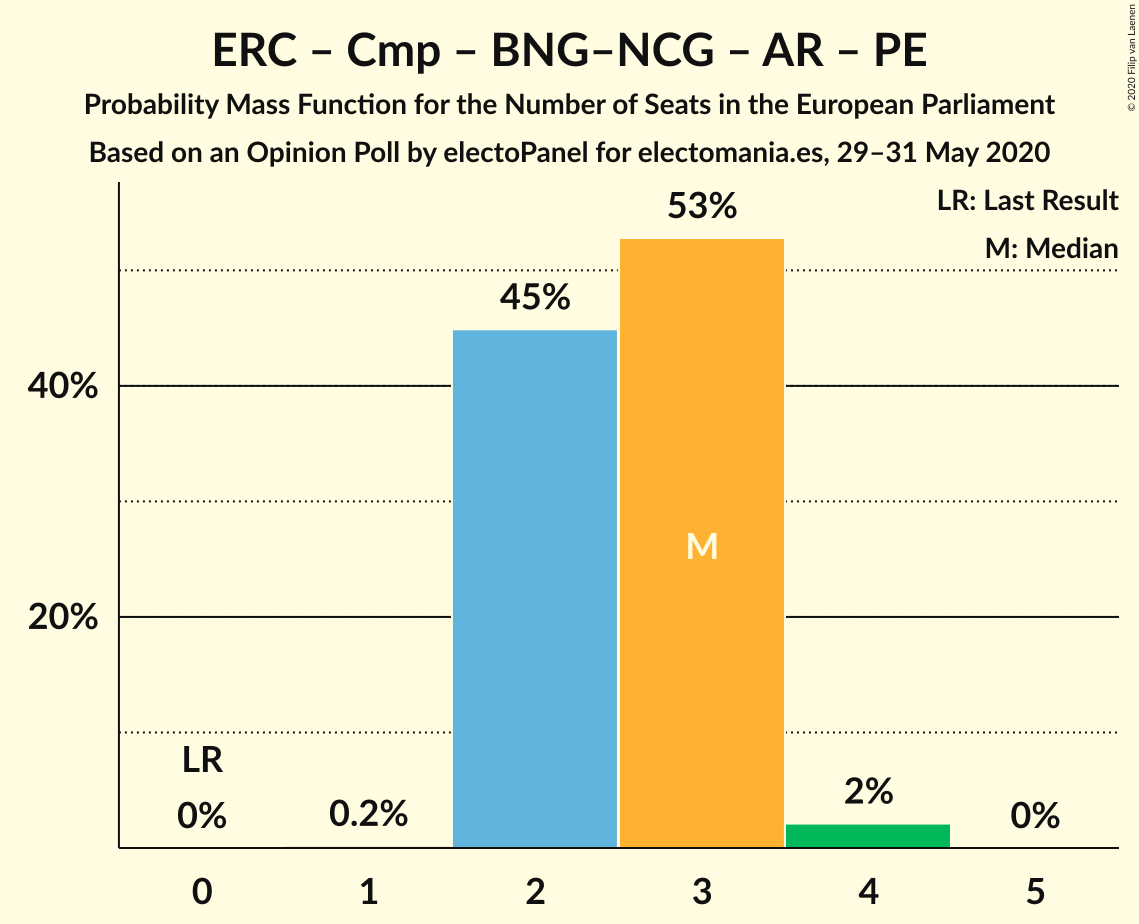 ERC – Cmp – BNG–NCG – AR – PE
Probability Mass Function for the Number of Seats in the European Parliament
Based on an Opinion Poll by electoPanel for electomania.es, 29–31 May 2020
© 2020 Filip van Laenen
LR: Last Result
M: Median
53%
45%
40%
M
20%
LR
0%
0.2%
2%
0%
0 1 2 3 4 5